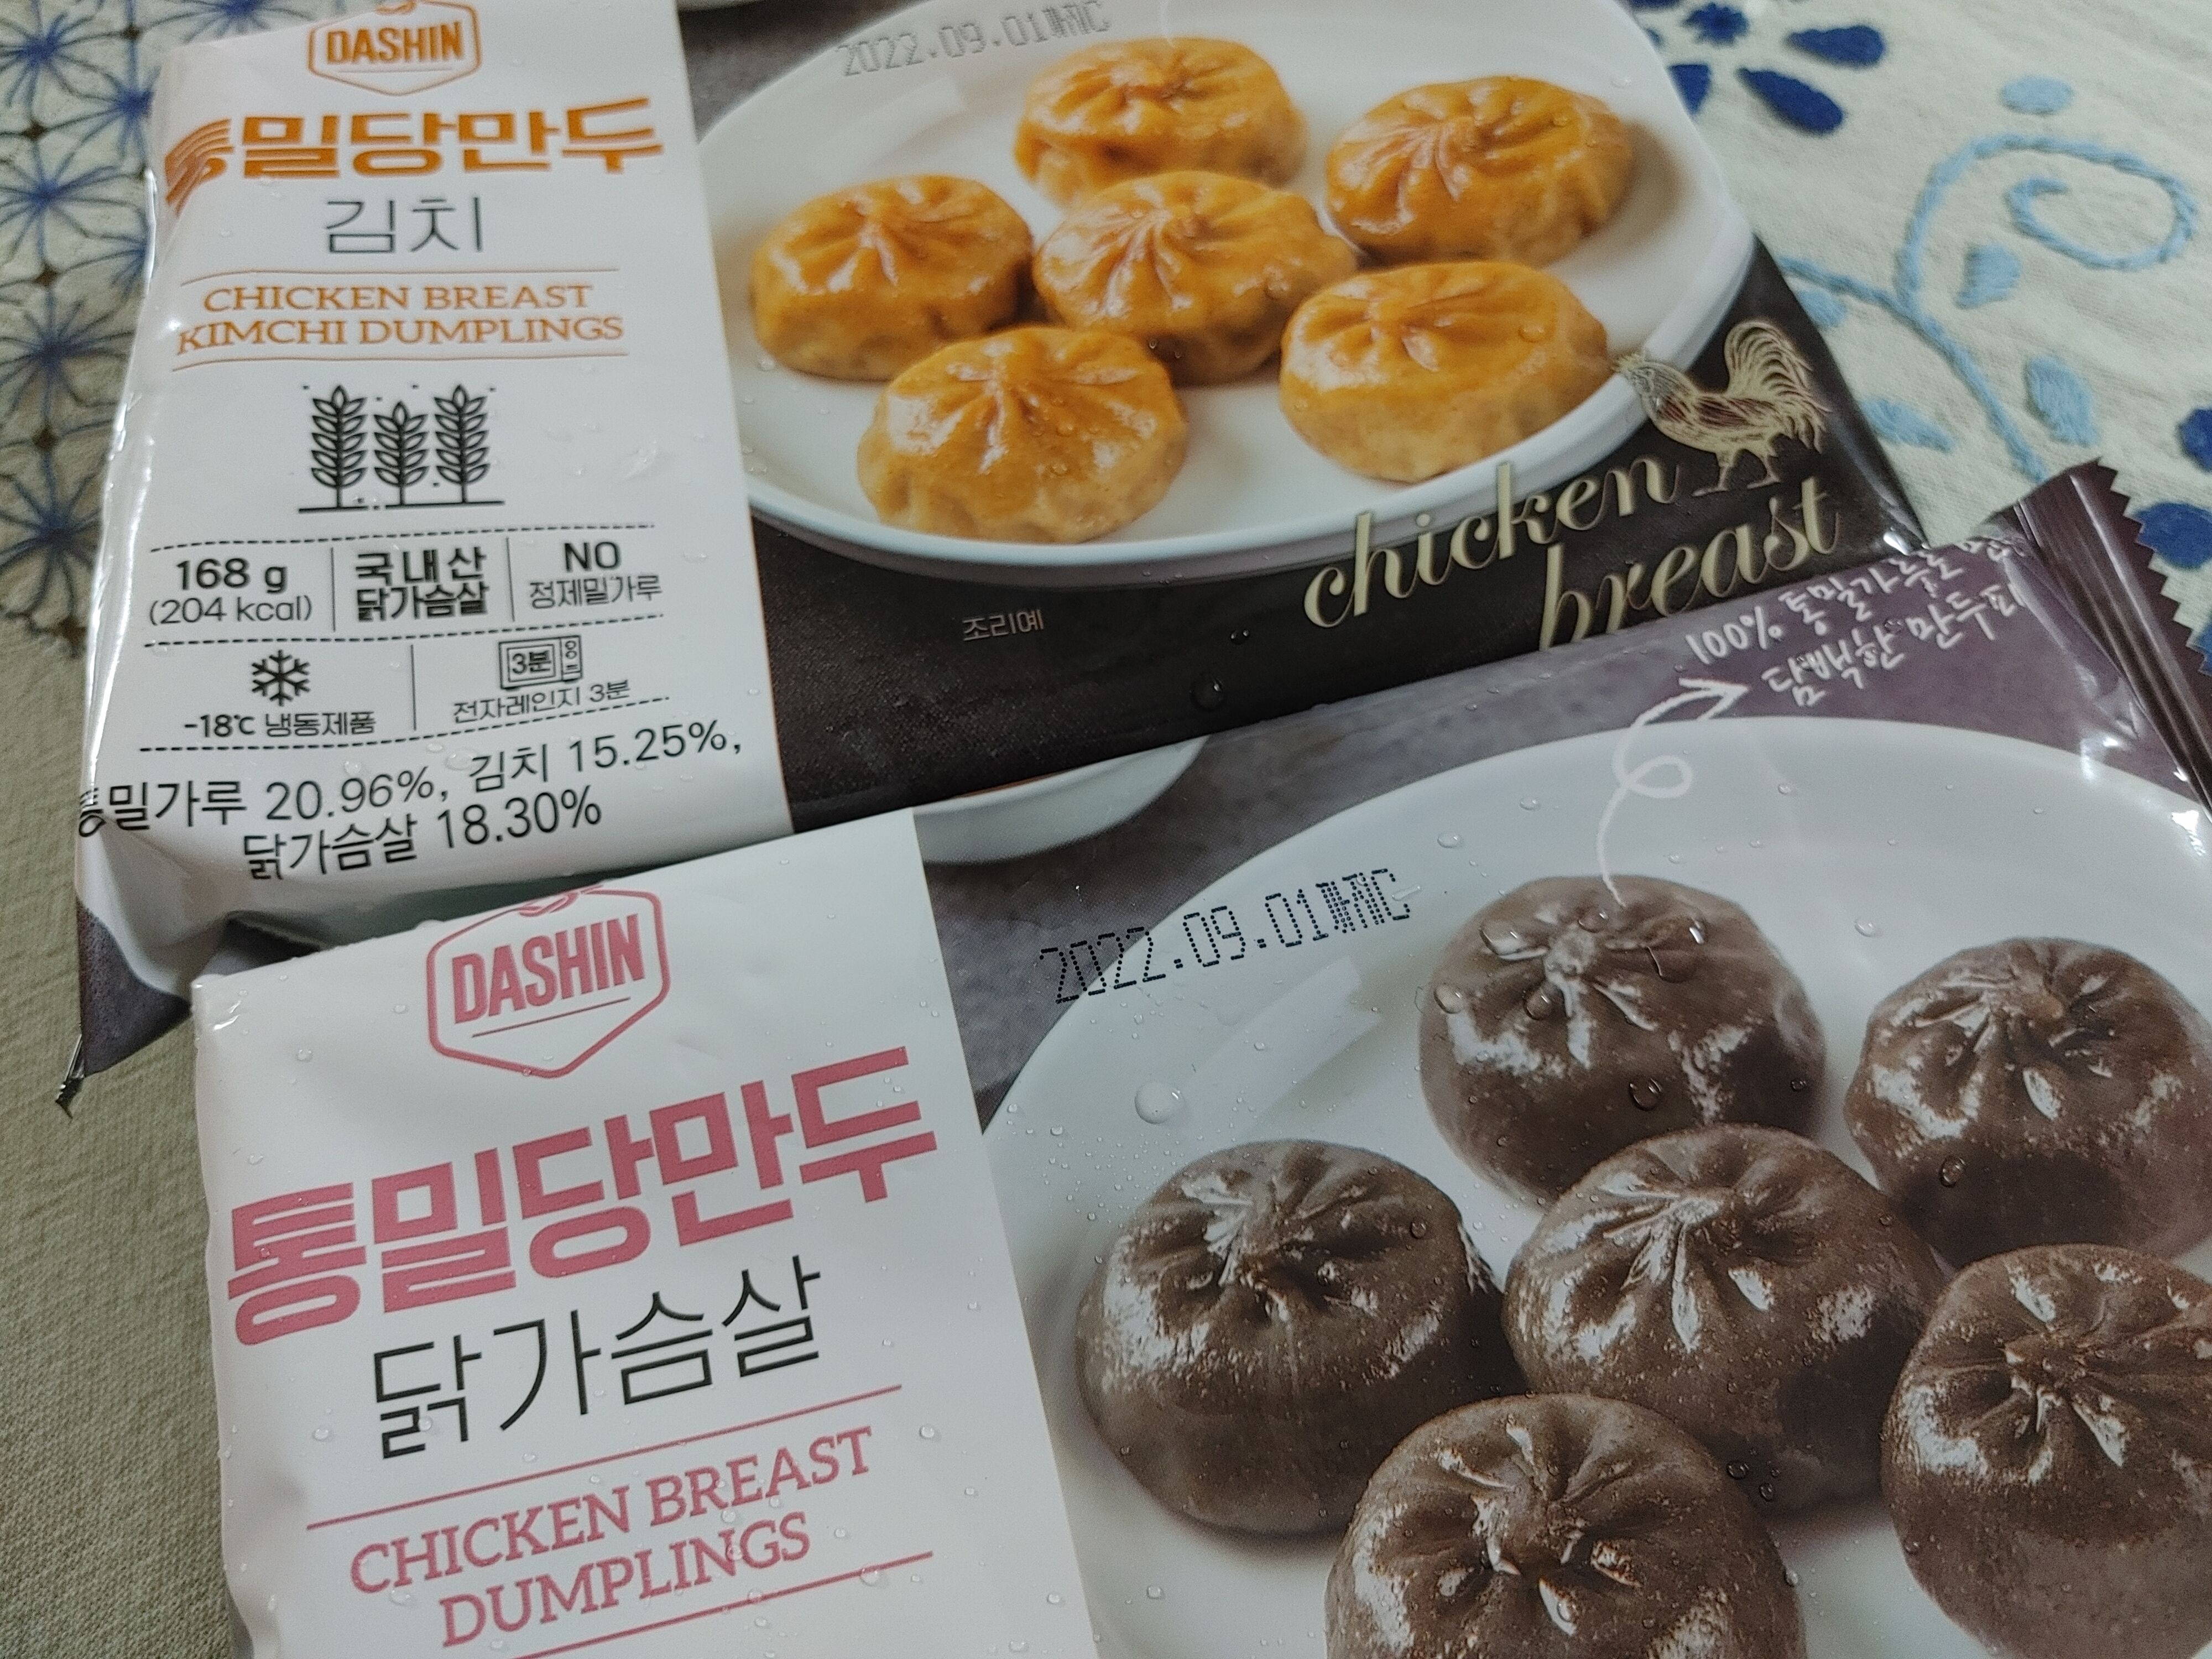 DASHIN
통밀당만두
김치
CHICKEN BREAST
KIMCHI DUMPLINGS
168 g
(204 kcal)
국내산
닭가슴살
NO
정제밀가루
-18℃ 냉동제품
3분
전자레인지 3분
통밀가루 20.96%, 김치 15.25%,
닭가슴살 18.30%
2022.09.01
조리예
chicken
breast
100% 통밀가루로
담백한 만두피
2022.09.01
DASHIN
통밀당만두
닭가슴살
CHICKEN BREAST
DUMPLINGS